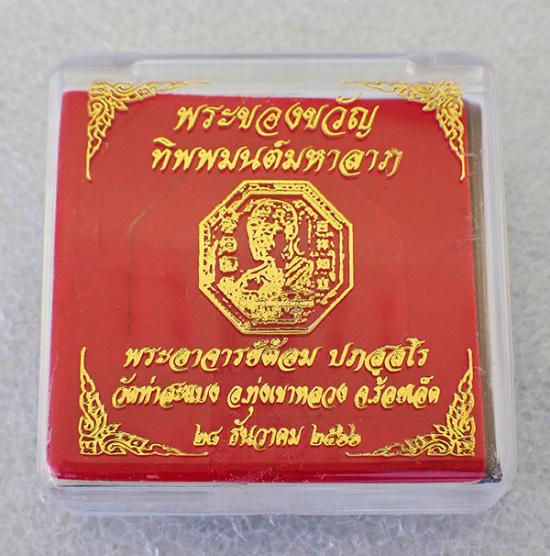 พระของขวัญ
ทิพพมนต์มหาลาภ
พระอาจารย์ต้อม ปภสฺสโร
วัดท่าสะแบง อ.ทุ่งเขาหลวง จ.ร้อยเอ็ด
๒๘ ธันวาคม ๒๕๖๖